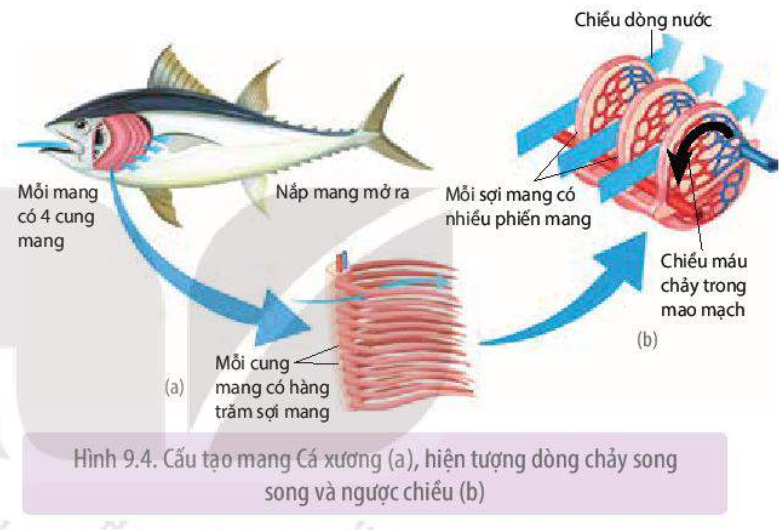 Chiều dòng nước
Mỗi mang
có 4 cung
mang
Nắp mang mở ra
Mỗi sợi mang có
nhiều phiến mang
Chiều máu
chảy trong
mao mạch
(b)
(a)
Mỗi cung
mang có hàng
trăm sợi mang
Hình 9.4. Cấu tạo mang Cá xương (a), hiện tượng dòng chảy song
song và ngược chiều (b)